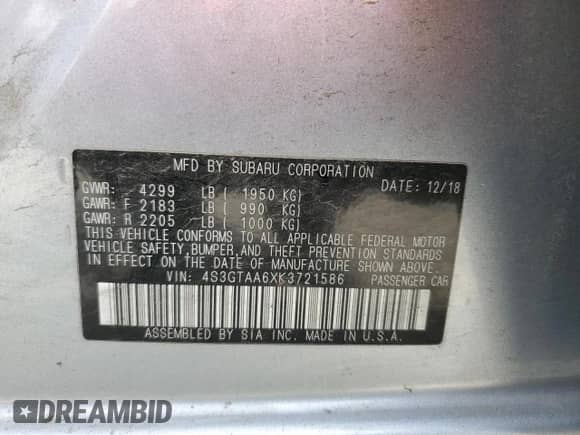 MFD BY SUBARU CORPORATION
GVWR: 4299 LB ( 1950 KG) DATE: 12/18
GAWR: F 2183 LB ( 990 KG)
GAWR: R 2205 LB ( 1000 KG)
THIS VEHICLE CONFORMS TO ALL APPLICABLE FEDERAL MOTOR
VEHICLE SAFETY,BUMPER,AND THEFT PREVENTION STANDARDS
IN EFFECT ON THE DATE OF MANUFACTURE SHOWN ABOVE.
VIN: 4S3GTAA6XK3721586 PASSENGER CAR
ASSEMBLED BY SIA INC. MADE IN U.S.A.
DREAMBID